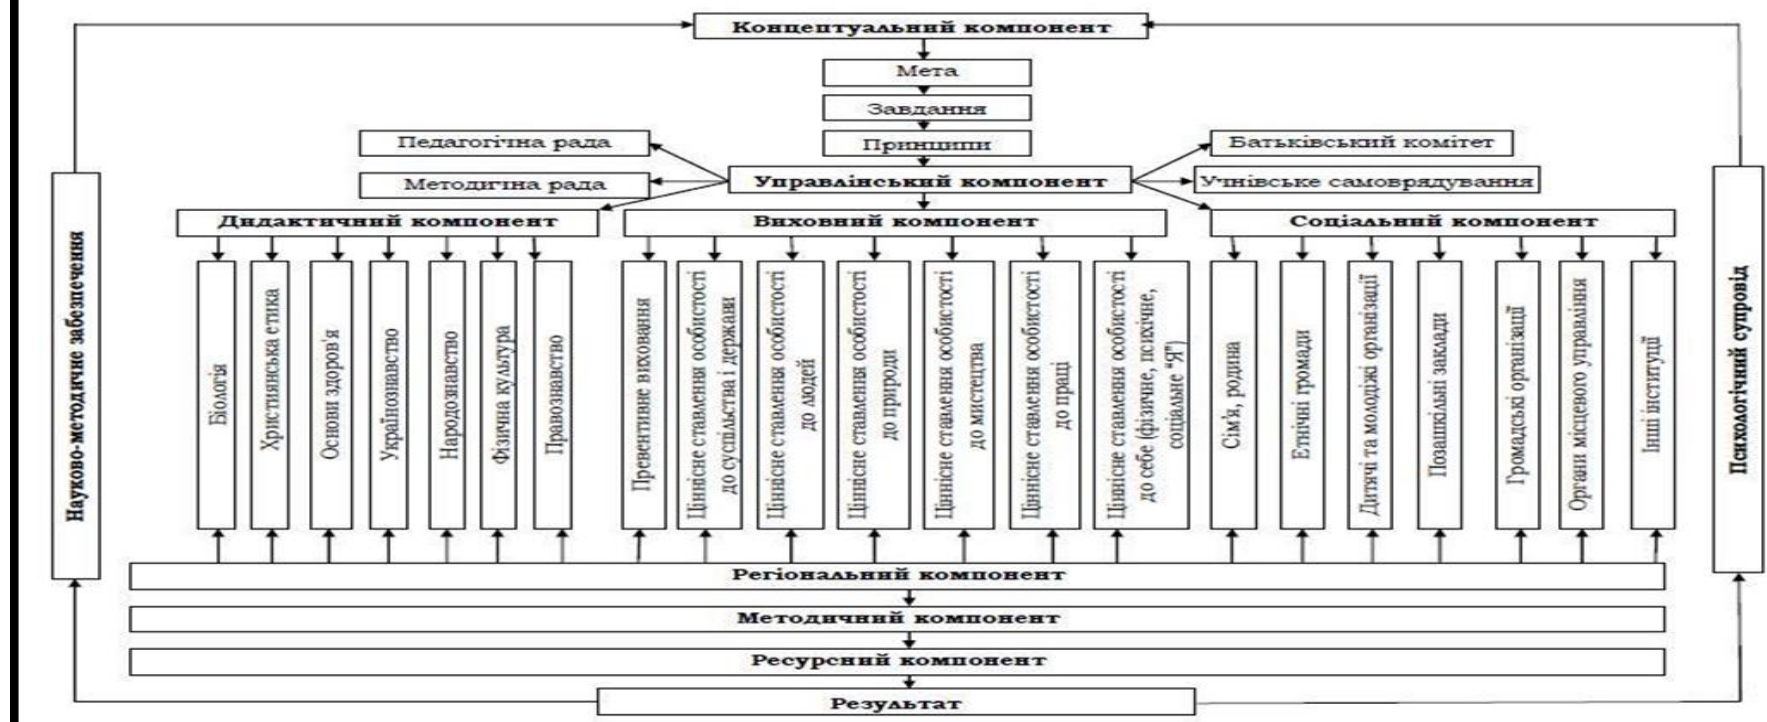 Концептуальний компонент
Мета
Завдання
Принципи
Педагогічна рада
Методична рада
Батьківський комітет
Учнівське самоврядування
Управлінський компонент
Дидактичний компонент
Виховний компонент
Соціальний компонент
Науково-методичне забезпечення
Біологія
Християнська етика
Основи здоров'я
Українознавство
Народознавство
Фізична культура
Правознавство
Превентивне виховання
Ціннісне ставлення особистості
до суспільства і держави
Ціннісне ставлення особистості
до людей
Ціннісне ставлення особистості
до природи
Ціннісне ставлення особистості
до мистецтва
Ціннісне ставлення особистості
до праці
Ціннісне ставлення особистості
до себе (фізичне, психічне,
соціальне “Я”)
Сім'я, родина
Етнічні громади
Дитячі та молодіжі організації
Позашкільні заклади
Громадські організації
Органи місцевого управління
Інші інституції
Психологічний супровід
Регіональний компонент
Методичний компонент
Ресурсний компонент
Результат